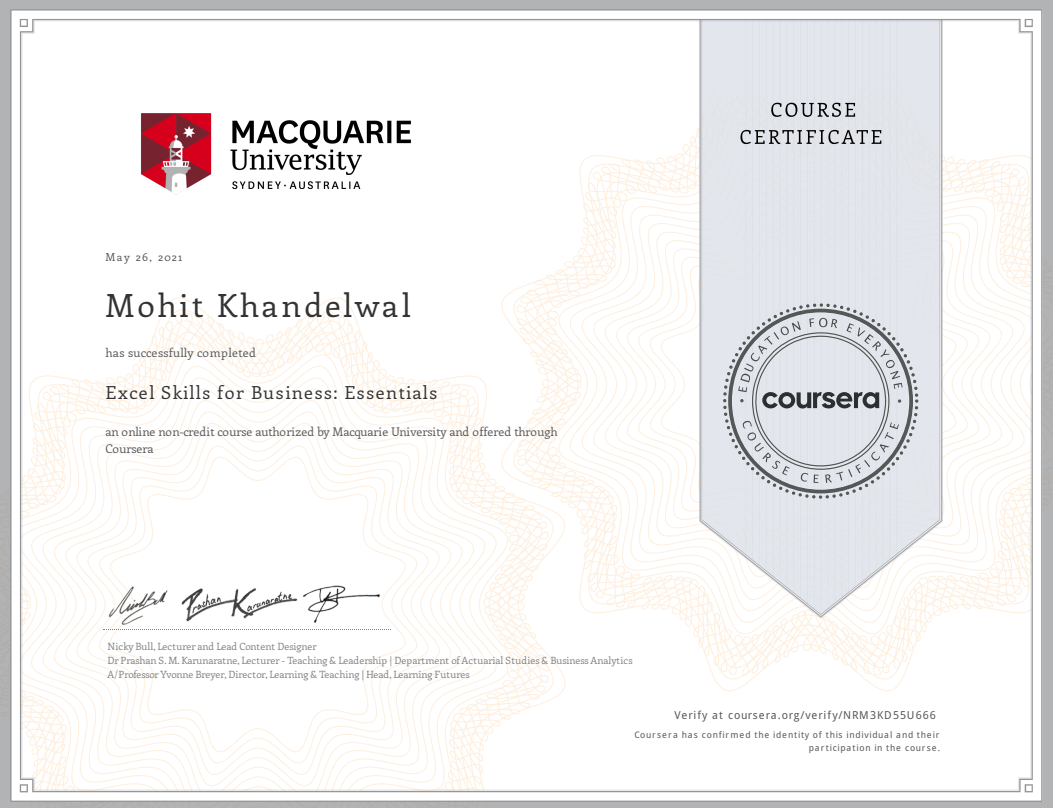 MACQUARIE
University
SYDNEY·AUSTRALIA
COURSE
CERTIFICATE
May 26, 2021
Mohit Khandelwal
has successfully completed
Excel Skills for Business: Essentials
an online non-credit course authorized by Macquarie University and offered through
Coursera
EDUCATION FOR EVERYONE
coursera
COURSE CERTIFICATE
Prashan Karunaratne
Nicky Bull, Lecturer and Lead Content Designer
Dr Prashan S. M. Karunaratne, Lecturer - Teaching & Leadership | Department of Actuarial Studies & Business Analytics
A/Professor Yvonne Breyer, Director, Learning & Teaching | Head, Learning Futures
Verify at coursera.org/verify/NRM3KD55U666
Coursera has confirmed the identity of this individual and their
participation in the course.